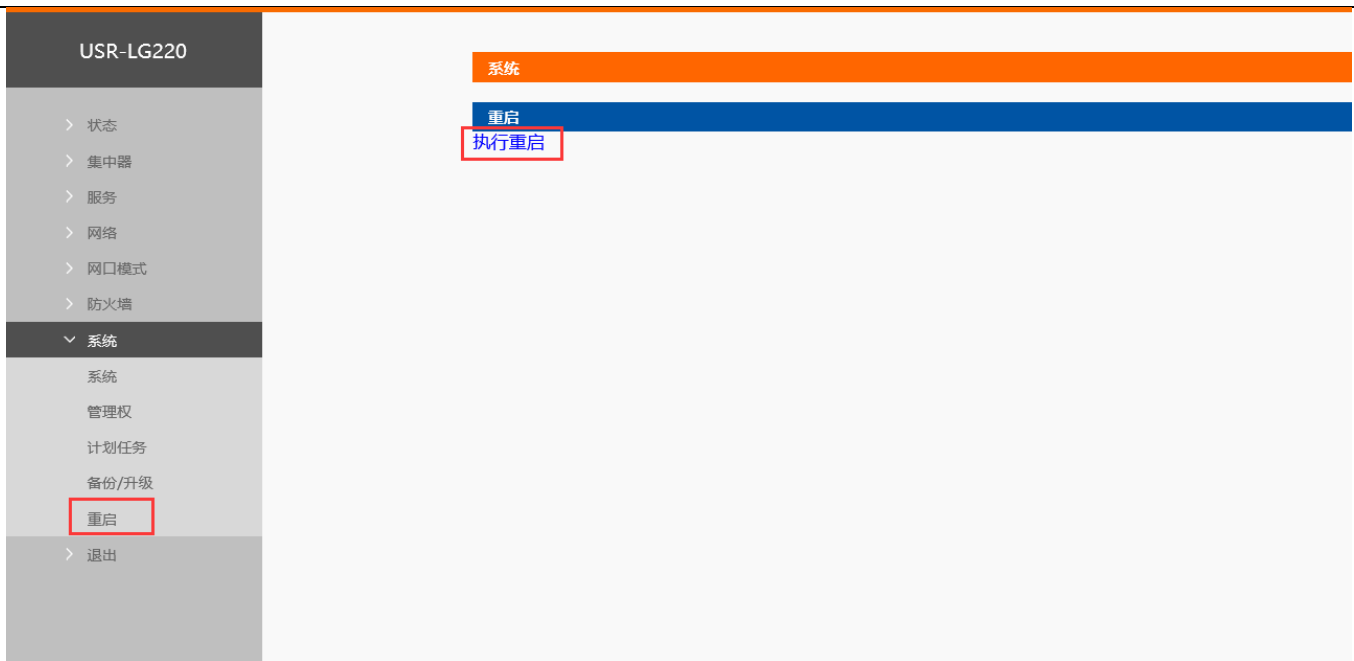 USR-LG220
状态
集中器
服务
网络
网口模式
防火墙
系统
系统
管理权
计划任务
备份/升级
重启
退出
系统
重启
执行重启